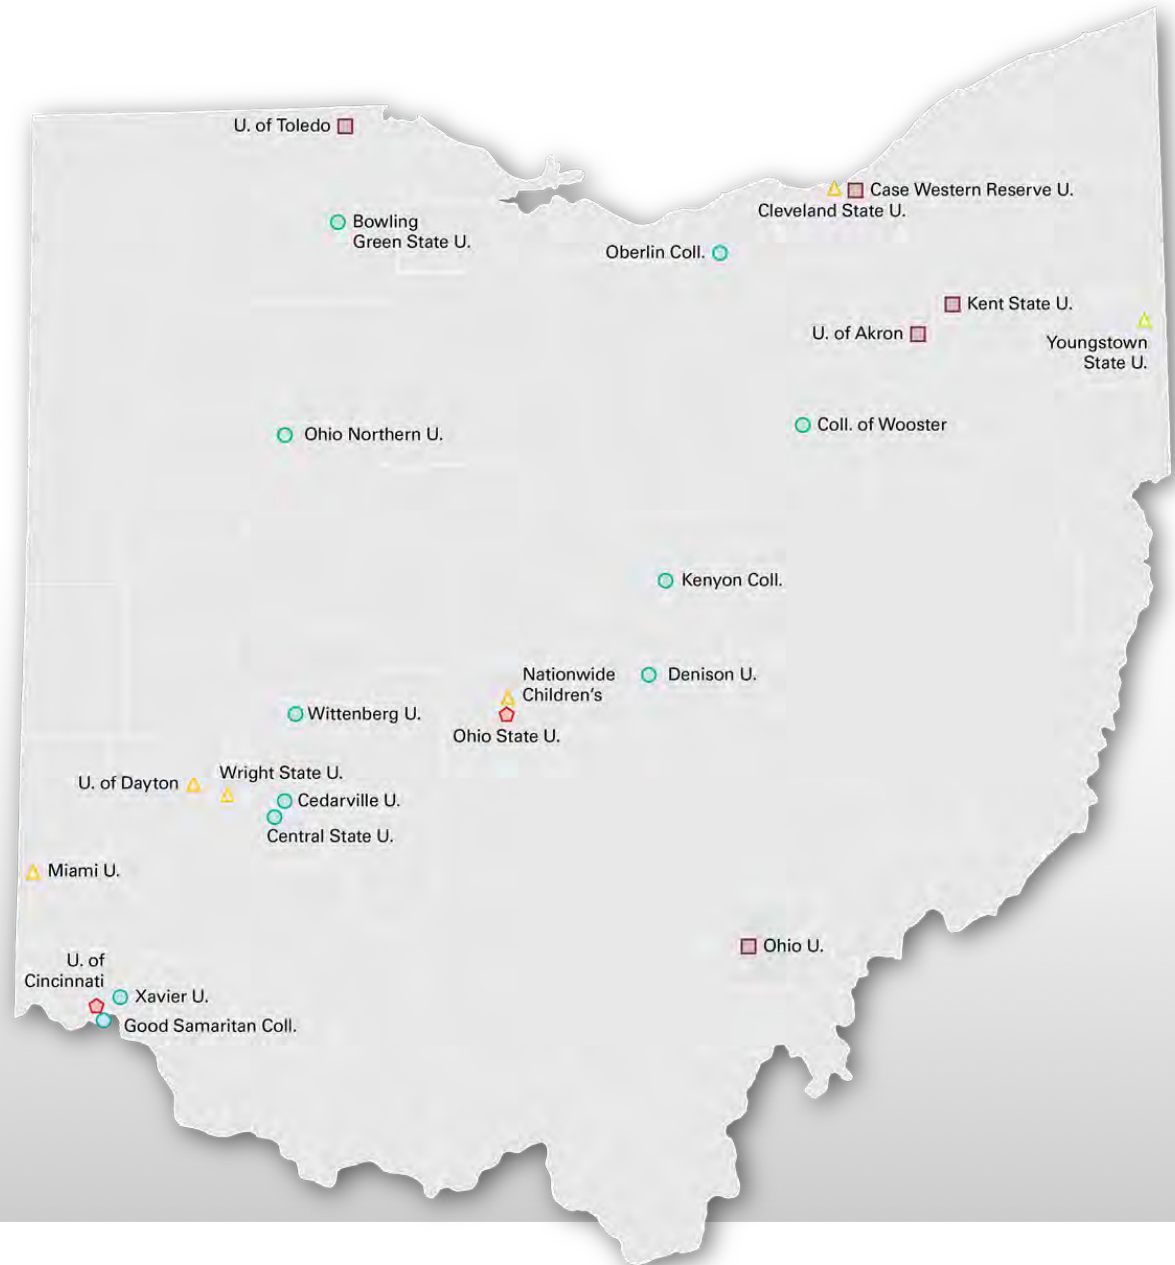 U. of Toledo
Case Western Reserve U.
Cleveland State U.
Bowling
Green State U.
Oberlin Coll.
Kent State U.
U. of Akron
Youngstown
State U.
Coll. of Wooster
Ohio Northern U.
Kenyon Coll.
Nationwide
Children's
Denison U.
Wittenberg U.
Ohio State U.
Wright State U.
U. of Dayton
Cedarville U.
Central State U.
Miami U.
Ohio U.
U. of
Cincinnati
Xavier U.
Good Samaritan Coll.